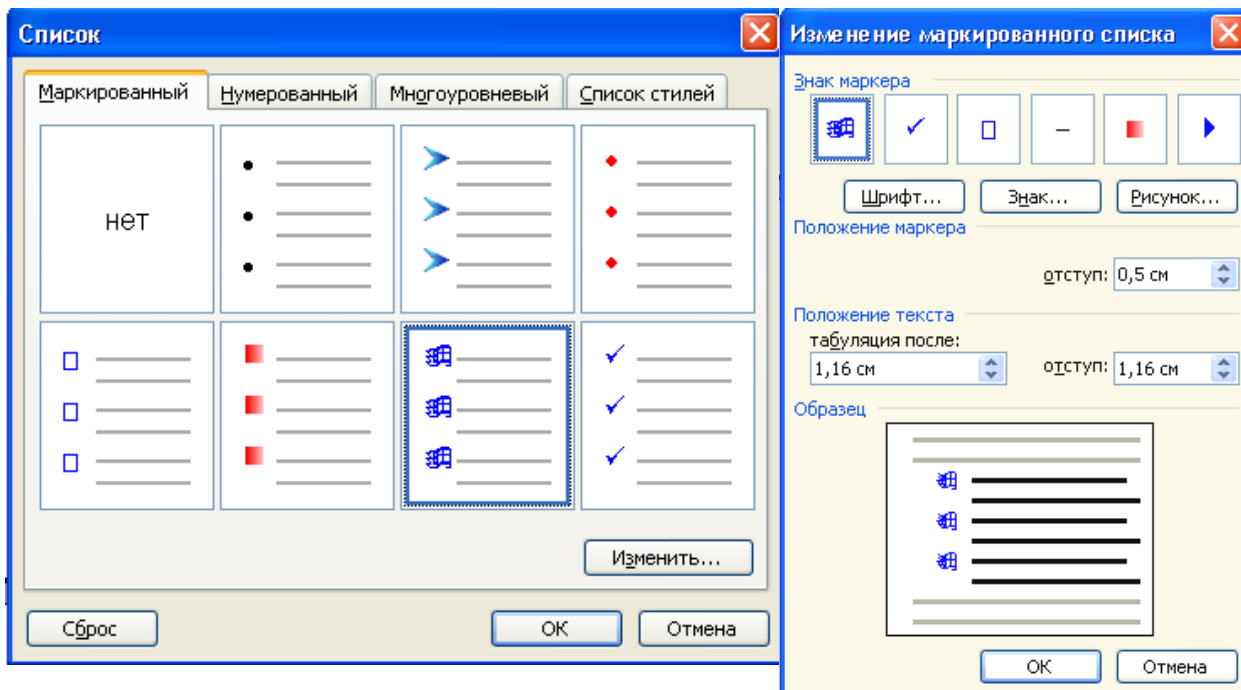 Список
Маркированный Нумерованный Многоуровневый Список стилей
нет
Изменить...
Сброс ОК Отмена
Изменение маркированного списка
Знак маркера
Шрифт... Знак... Рисунок...
Положение маркера
отступ: 0,5 см
Положение текста
табуляция после:
1,16 см отступ: 1,16 см
Образец
ОК Отмена